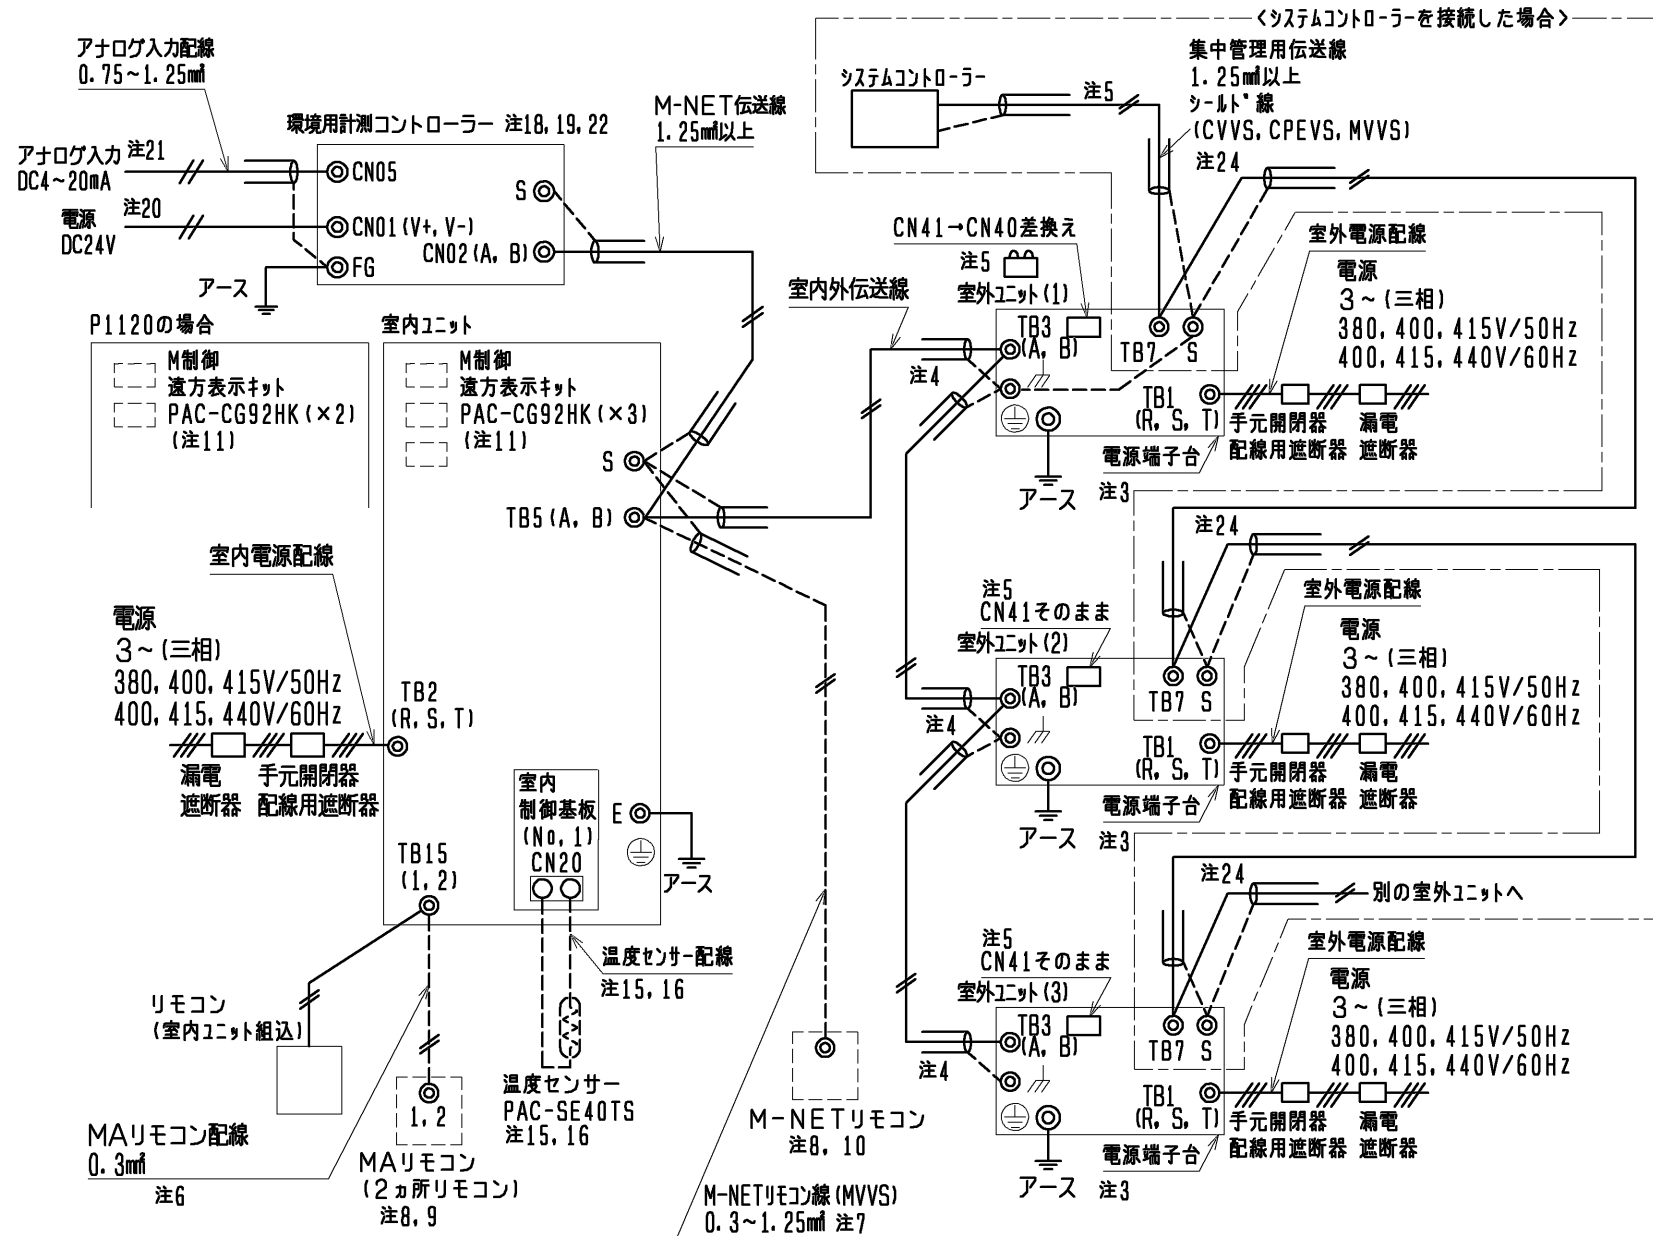 <システムコントローラーを接続した場合>
アナログ入力配線
0.75~1.25㎟
集中管理用伝送線
1.25㎟以上
シールド線
(CVVS,CPEVS,MVVS)
システムコントローラー
注5
注24
M-NET伝送線
1.25㎟以上
環境用計測コントローラー 注18,19,22
アナログ入力 注21
DC4~20mA
CN05
S
電源 注20
DC24V
CN01(V+,V-)
CN02(A, B)
FG
アース
CN41→CN40差換え
注5
室外ユニット(1)
室外電源配線
電源
3~(三相)
380,400,415V/50Hz
400,415,440V/60Hz
室内外伝送線
TB3
(A, B)
TB7 S
注4
TB1
(R, S, T)
手元開閉器
配線用遮断器
漏電
遮断器
電源端子台
注3
アース
P1120の場合
M制御
遠方表示キット
PAC-CG92HK(×2)
(注11)
室内ユニット
M制御
遠方表示キット
PAC-CG92HK(×3)
(注11)
S
TB5(A, B)
室内電源配線
電源
3~(三相)
380,400,415V/50Hz
400,415,440V/60Hz
TB2
(R,S,T)
漏電
遮断器
手元開閉器
配線用遮断器
室内
制御基板
(No,1)
CN20
E
アース
TB15
(1,2)
注24
注5
CN41そのまま
室外ユニット(2)
室外電源配線
電源
3~(三相)
380,400,415V/50Hz
400,415,440V/60Hz
TB3
(A, B)
TB7 S
注4
TB1
(R, S, T)
手元開閉器
配線用遮断器
漏電
遮断器
電源端子台
注3
アース
注24
別の室外ユニットへ
注5
CN41そのまま
室外ユニット(3)
室外電源配線
電源
3~(三相)
380,400,415V/50Hz
400,415,440V/60Hz
TB3
(A, B)
TB7 S
注4
TB1
(R, S, T)
手元開閉器
配線用遮断器
漏電
遮断器
電源端子台
注3
アース
温度センサー配線
注15,16
リモコン
(室内ユニット組込)
温度センサー
PAC-SE40TS
注15,16
1,2
MAリモコン配線
0.3㎟
注6
MAリモコン
(2ヵ所リモコン)
注8,9
M-NETリモコン
注8,10
M-NETリモコン線(MVVS)
0.3~1.25㎟ 注7